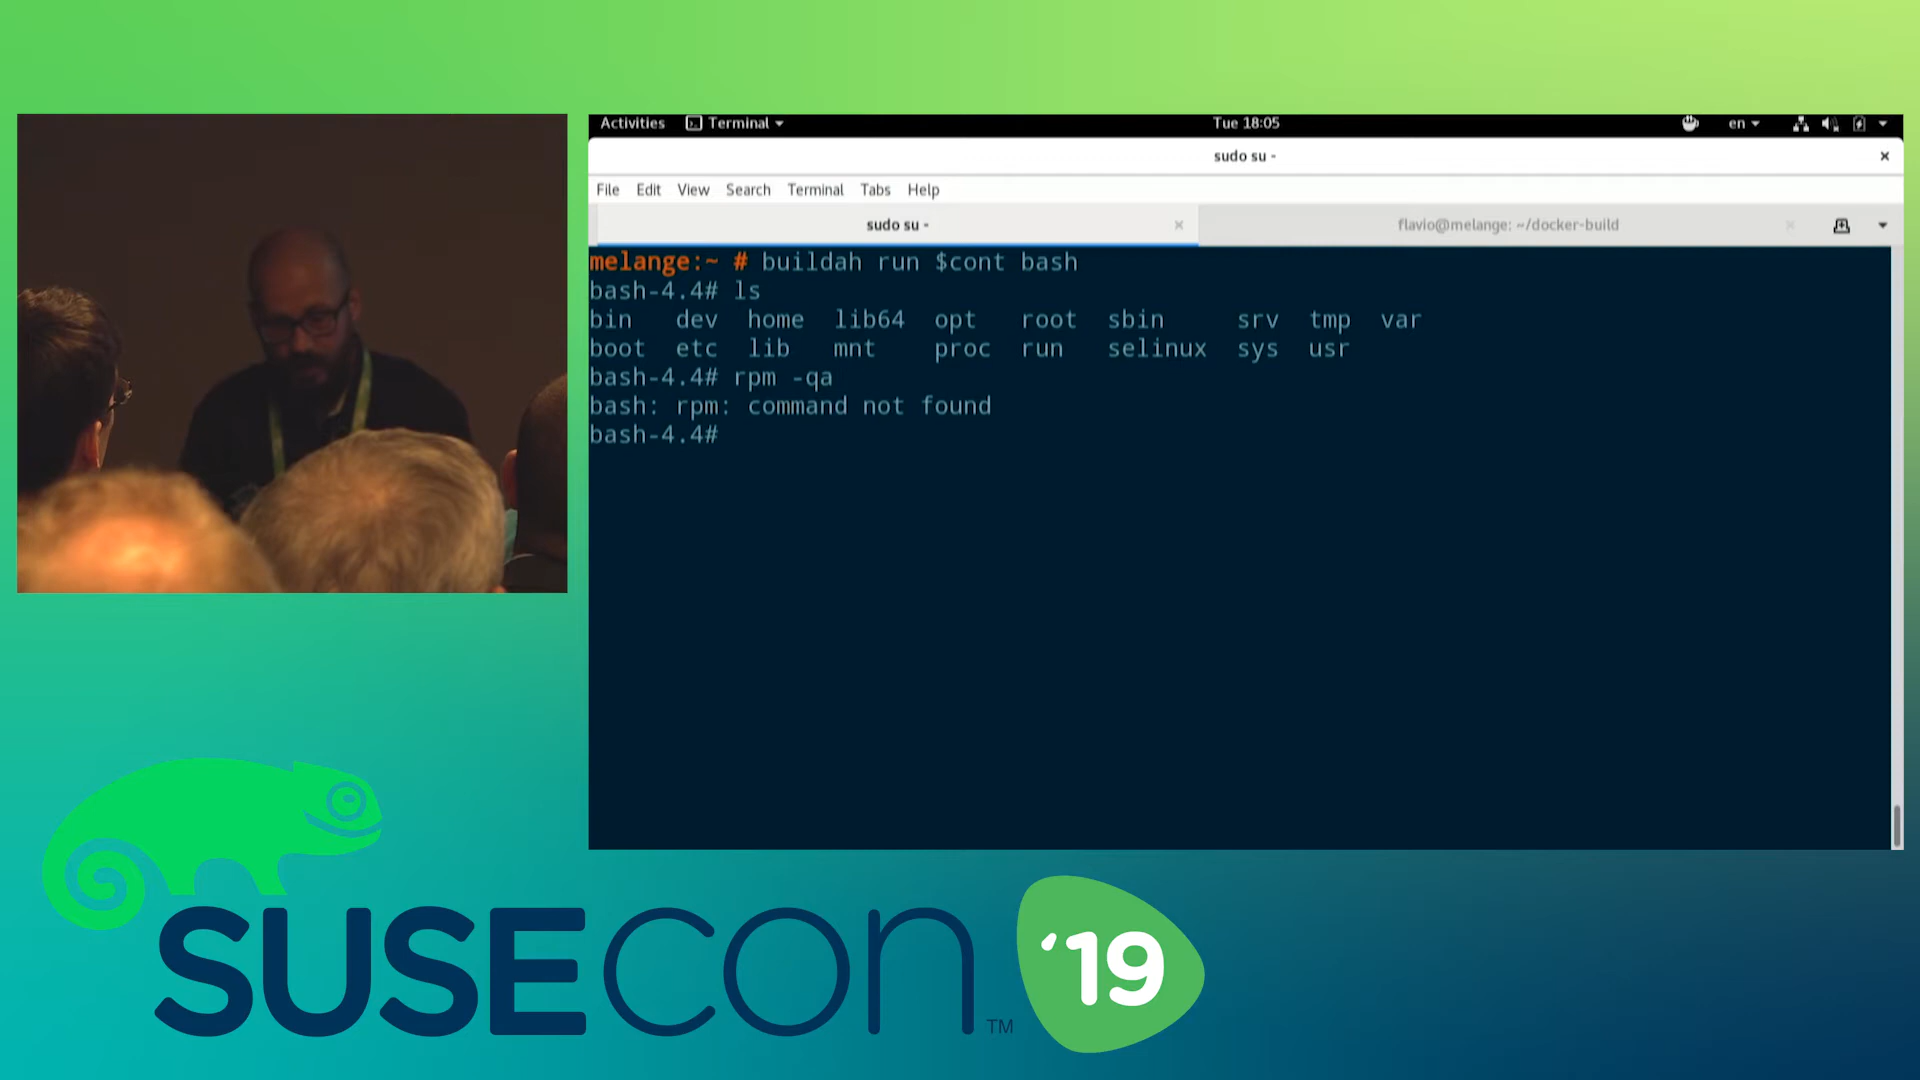 Activities Terminal Tue 18:05 en
sudo su -
File Edit View Search Terminal Tabs Help
sudo su - flavio@melange: ~/docker-build
melange:~ # buildah run $cont bash
bash-4.4# ls
bin dev home lib64 opt root sbin srv tmp var
boot etc lib mnt proc run selinux sys usr
bash-4.4# rpm -qa
bash: rpm: command not found
bash-4.4#
SUSECON TM '19